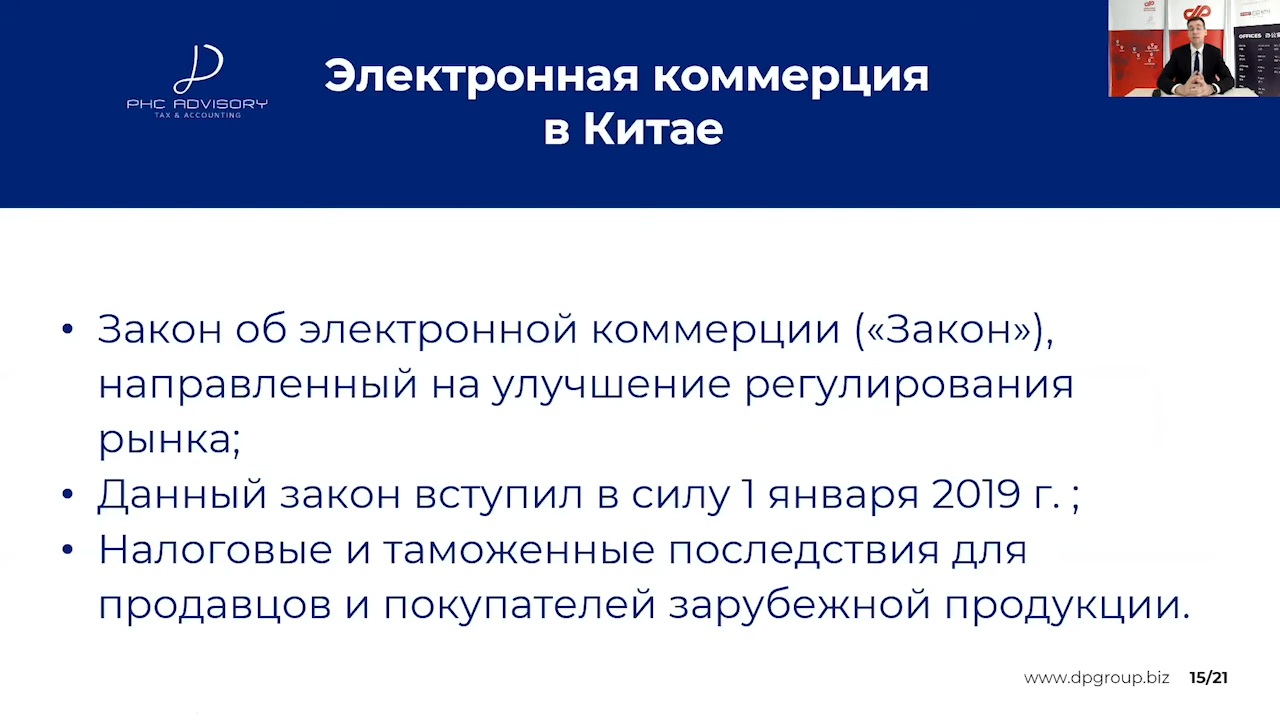 PHC ADVISORY
TAX & ACCOUNTING
Электронная коммерция
в Китае
OFFICES
• Закон об электронной коммерции («Закон»),
направленный на улучшение регулирования
рынка;
• Данный закон вступил в силу 1 января 2019 г. ;
• Налоговые и таможенные последствия для
продавцов и покупателей зарубежной продукции.
www.dpgroup.biz 15/21